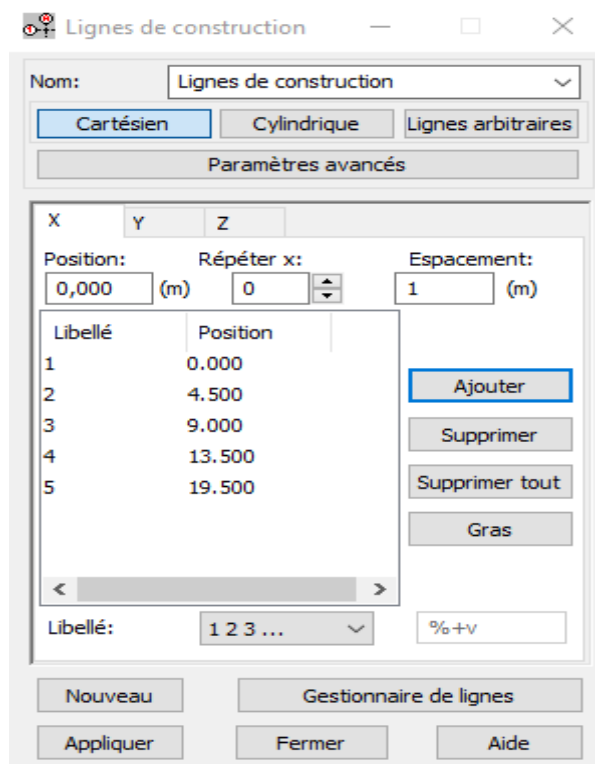 Lignes de construction
Nom: Lignes de construction
Cartésien Cylindrique Lignes arbitraires
Paramètres avancés
X Y Z
Position: Répéter x: Espacement:
0,000 (m) 0 1 (m)
Libellé Position
1 0.000
2 4.500
3 9.000
4 13.500
5 19.500
Ajouter
Supprimer
Supprimer tout
Gras
Libellé: 1 2 3 ... %+v
Nouveau Gestionnaire de lignes
Appliquer Fermer Aide